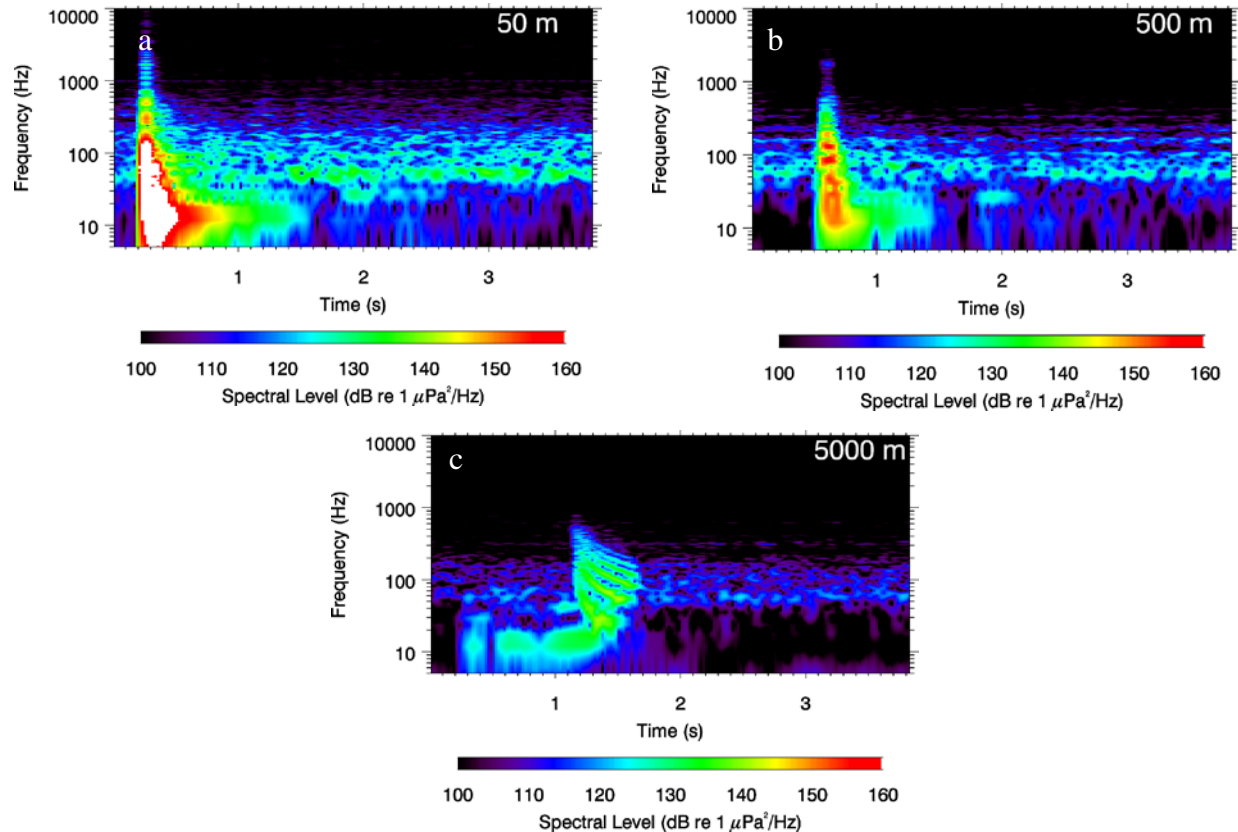 a
50 m
10000
1000
100
10
Frequency (Hz)
1 2 3
Time (s)
100 110 120 130 140 150 160
Spectral Level (dB re 1 μPa²/Hz)
b
500 m
10000
1000
100
10
Frequency (Hz)
1 2 3
Time (s)
100 110 120 130 140 150 160
Spectral Level (dB re 1 μPa²/Hz)
c
5000 m
10000
1000
100
10
Frequency (Hz)
1 2 3
Time (s)
100 110 120 130 140 150 160
Spectral Level (dB re 1 μPa²/Hz)